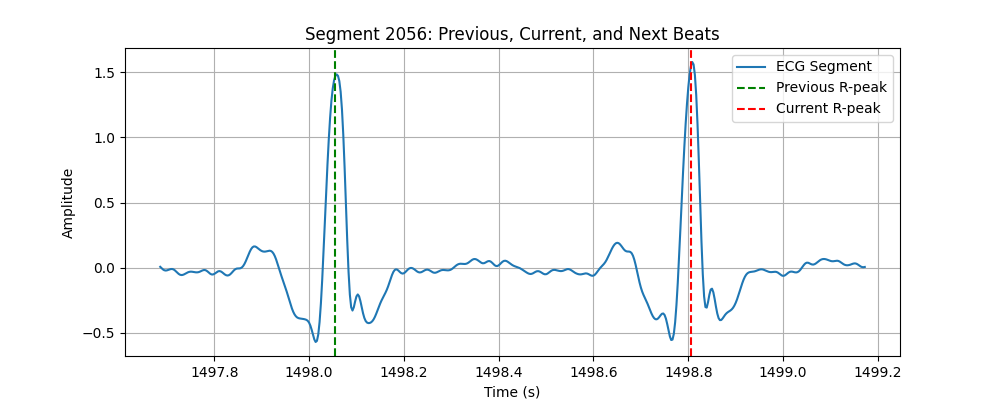 Segment 2056: Previous, Current, and Next Beats
ECG Segment
Previous R-peak
Current R-peak
1.5
1.0
0.5
0.0
−0.5
Amplitude
1497.8 1498.0 1498.2 1498.4 1498.6 1498.8 1499.0 1499.2
Time (s)